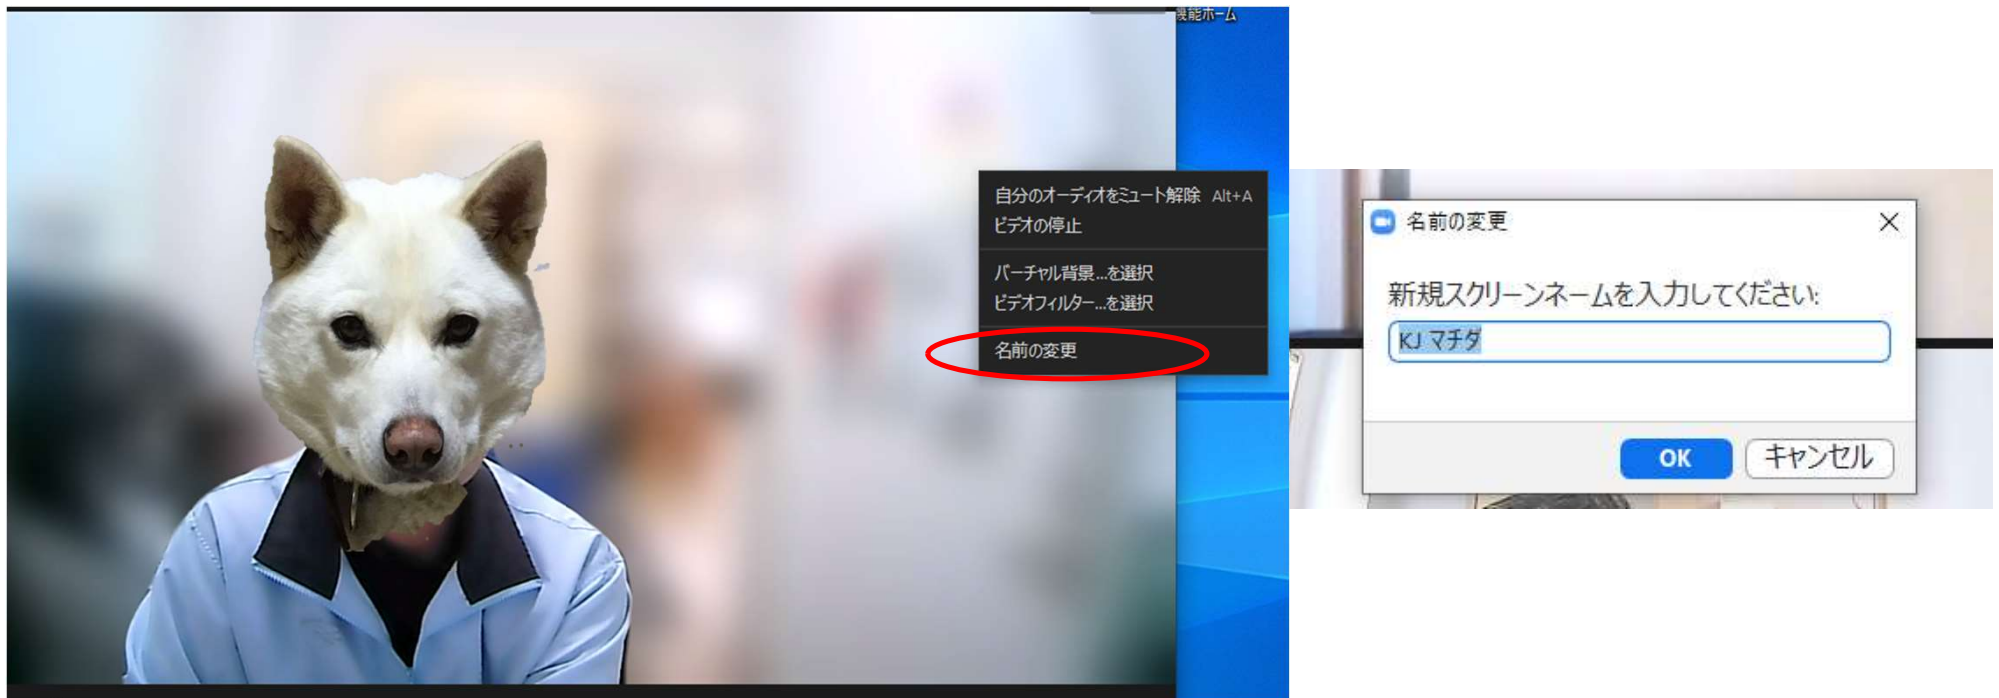 能ホーム
自分のオーディオをミュート解除 Alt+A
ビデオの停止
バーチャル背景...を選択
ビデオフィルター...を選択
名前の変更
名前の変更
新規スクリーンネームを入力してください:
KJ マチダ
OK
キャンセル